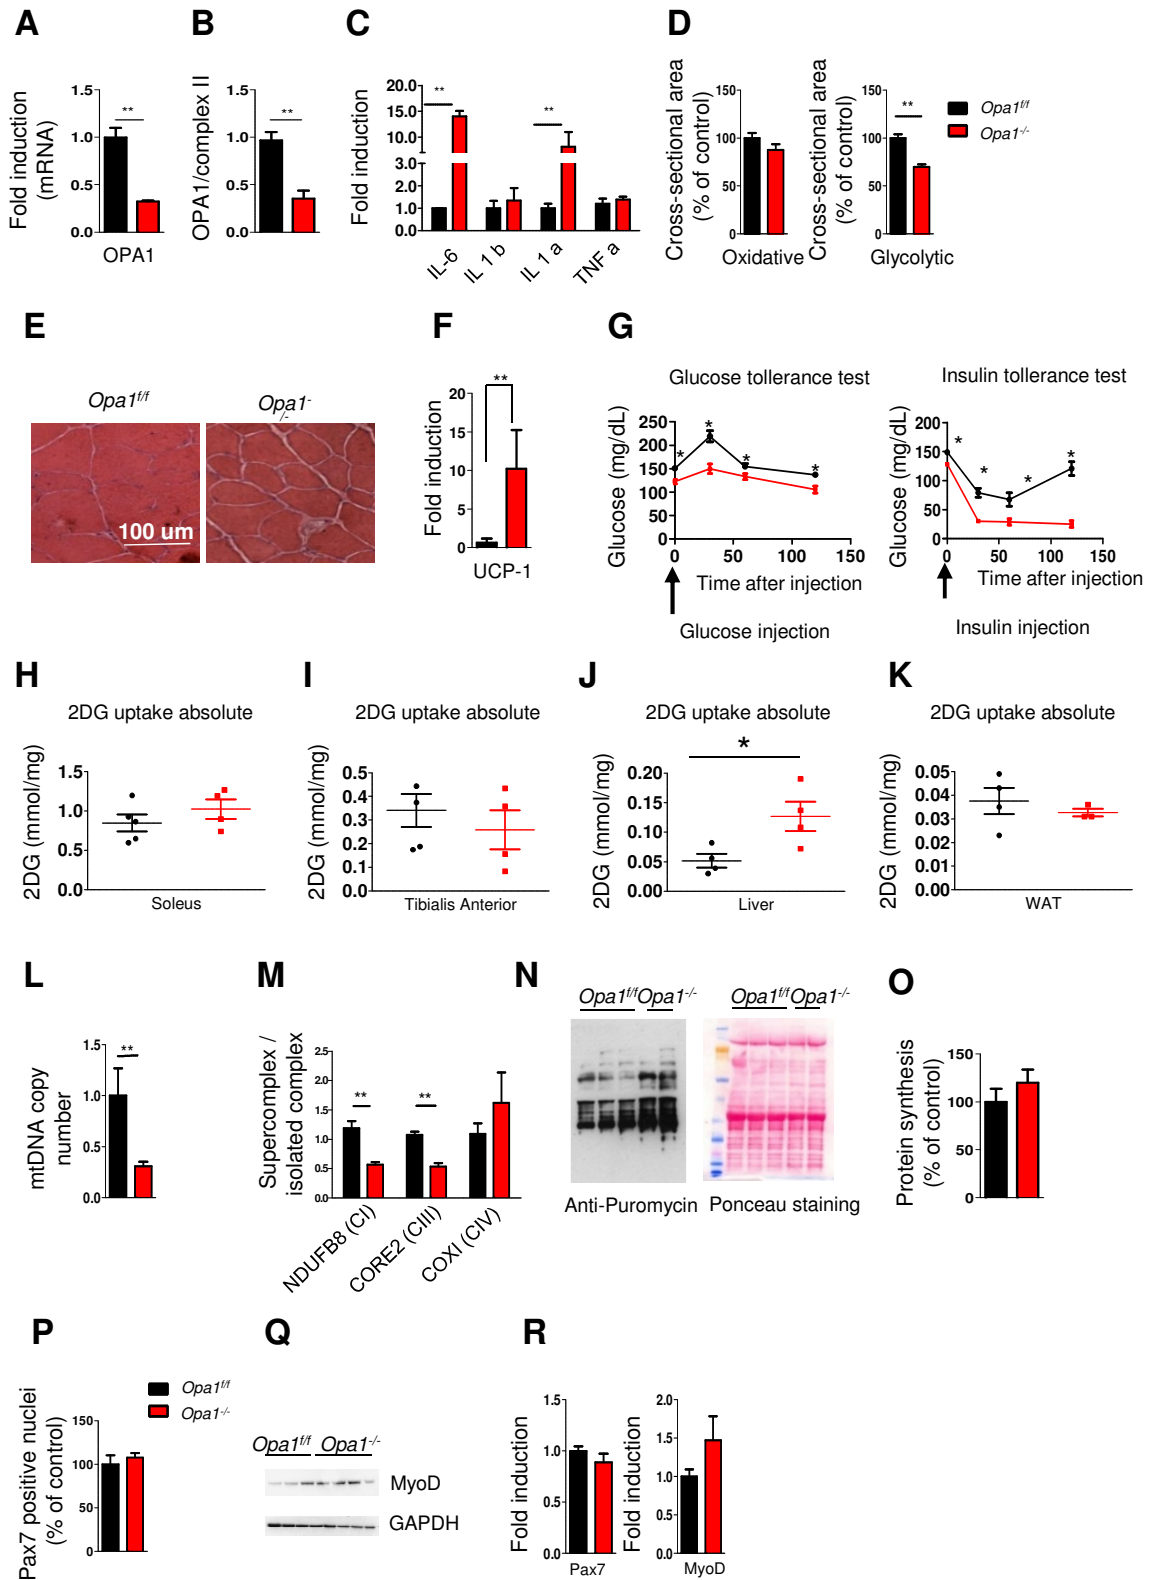 A
B
C
D
Fold induction
(mRNA)
1.5
1.0
0.5
0.0
**
OPA1
OPA1/complex II
1.5
1.0
0.5
0.0
**
Fold induction
20.0
15.0
10.0
3.0
2.0
1.0
0.0
**
**
IL-6
IL 1 b
IL 1 a
TNF a
Cross-sectional area
(% of control)
150
100
50
0
Oxidative
Cross-sectional area
(% of control)
150
100
50
0
**
Glycolytic
Opa1f/f
Opa1-/-
E
F
G
Opa1f/f
Opa1-
/-
100 um
Fold induction
20
15
10
5
0
**
UCP-1
Glucose tollerance test
Glucose (mg/dL)
250
200
150
100
50
0
* * * *
0 50 100 150
Time after injection
Glucose injection
Insulin tollerance test
Glucose (mg/dL)
200
150
100
50
0
* * * *
0 50 100 150
Time after injection
Insulin injection
H
I
J
K
2DG uptake absolute
2DG (mmol/mg)
1.5
1.0
0.5
0.0
Soleus
2DG uptake absolute
2DG (mmol/mg)
0.5
0.4
0.3
0.2
0.1
0.0
Tibialis Anterior
2DG uptake absolute
2DG (mmol/mg)
0.20
0.15
0.10
0.05
0.00
*
Liver
2DG uptake absolute
2DG (mmol/mg)
0.05
0.04
0.03
0.02
0.01
0.00
WAT
L
M
N
O
mtDNA copy
number
1.5
1.0
0.5
0.0
**
Supercomplex /
isolated complex
2.5
2.0
1.5
1.0
0.5
0.0
**
**
NDUFB8 (CI)
CORE2 (CIII)
COXI (CIV)
Opa1f/f Opa1-/-
Anti-Puromycin
Opa1f/f Opa1-/-
Ponceau staining
Protein synthesis
(% of control)
150
100
50
0
P
Q
R
Pax7 positive nuclei
(% of control)
150
100
50
0
Opa1f/f
Opa1-/-
Opa1f/f Opa1-/-
MyoD
GAPDH
Fold induction
1.5
1.0
0.5
0.0
Pax7
Fold induction
2.0
1.5
1.0
0.5
0.0
MyoD